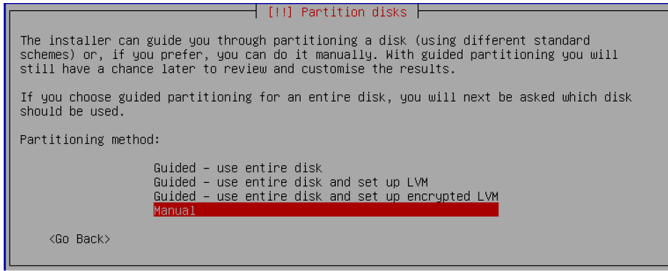 [!!] Partition disks
The installer can guide you through partitioning a disk (using different standard
schemes) or, if you prefer, you can do it manually. With guided partitioning you will
still have a chance later to review and customise the results.
If you choose guided partitioning for an entire disk, you will next be asked which disk
should be used.
Partitioning method:
Guided – use entire disk
Guided – use entire disk and set up LVM
Guided – use entire disk and set up encrypted LVM
Manual
<Go Back>